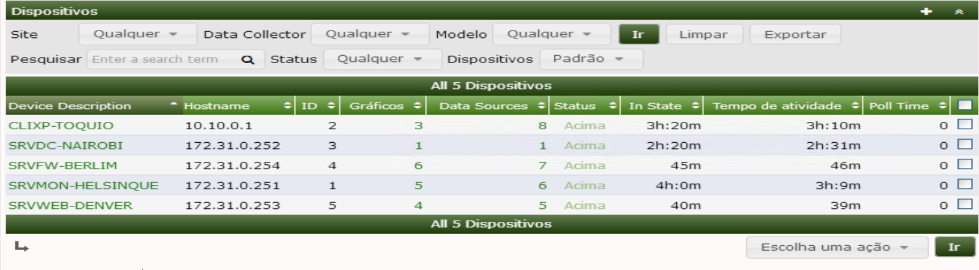 Dispositivos
Site Qualquer Data Collector Qualquer Modelo Qualquer Ir Limpar Exportar
Pesquisar Enter a search term Status Qualquer Dispositivos Padrão
All 5 Dispositivos
Device Description Hostname ID Gráficos Data Sources Status In State Tempo de atividade Poll Time
CLIXP-TOQUIO 10.10.0.1 2 3 8 Acima 3h:20m 3h:10m 0
SRVDC-NAIROBI 172.31.0.252 3 1 1 Acima 2h:20m 2h:31m 0
SRVFW-BERLIM 172.31.0.254 4 6 7 Acima 45m 46m 0
SRVMON-HELSINQUE 172.31.0.251 1 5 6 Acima 4h:0m 3h:9m 0
SRVWEB-DENVER 172.31.0.253 5 4 5 Acima 40m 39m 0
All 5 Dispositivos
Escolha uma ação Ir